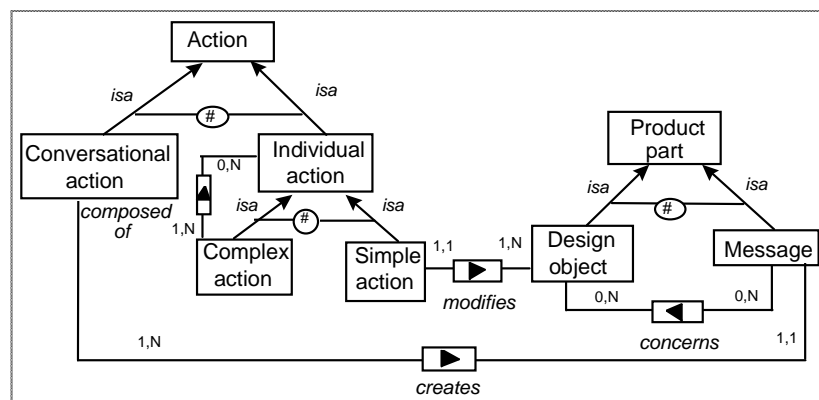 Action
isa
isa
#
Product
part
Conversational
action
Individual
action
0,N
isa
#
isa
composed
of
isa
#
isa
1,N
Complex
action
Simple
action
1,1
1,N
modifies
Design
object
Message
0,N
0,N
concerns
1,N
1,1
creates